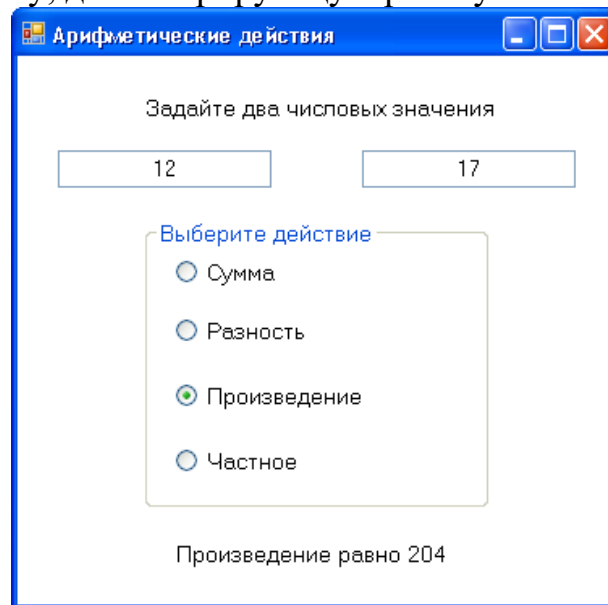 Арифметические действия
Задайте два числовых значения
12 17
Выберите действие
Сумма
Разность
Произведение
Частное
Произведение равно 204